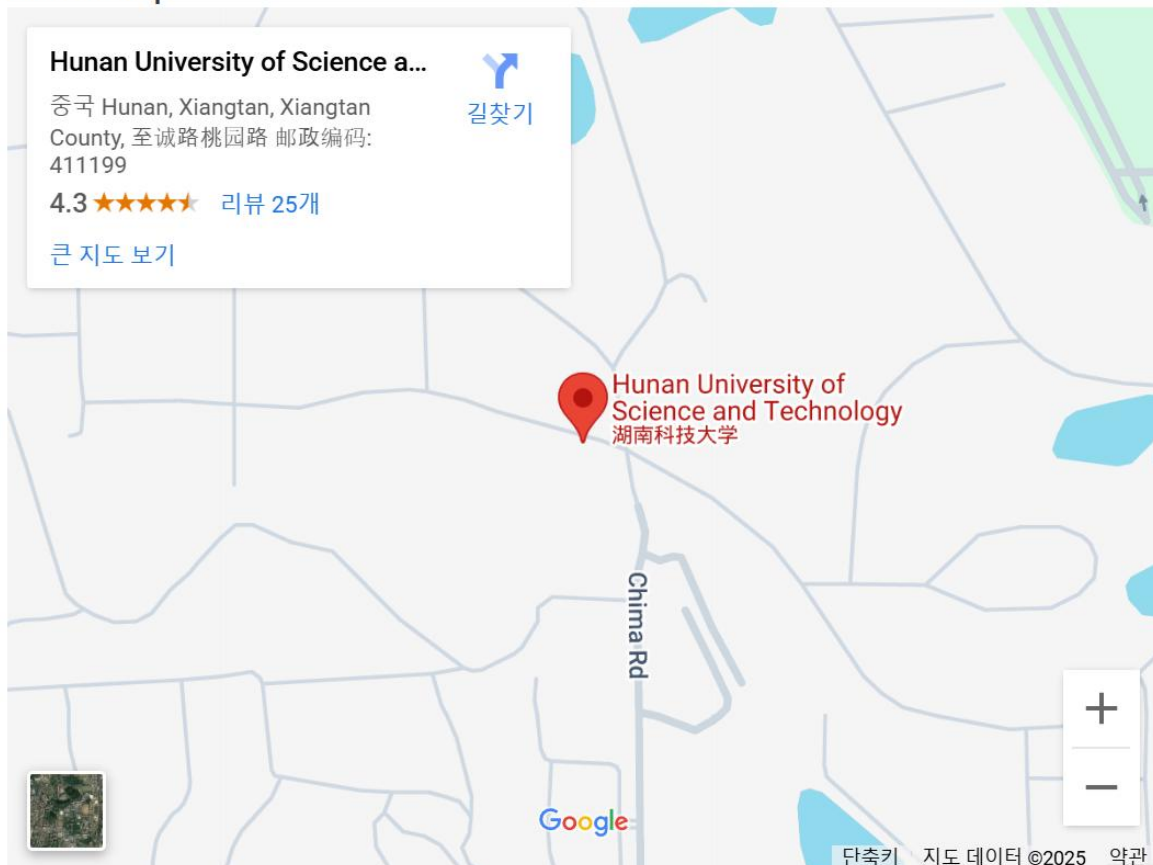 Hunan University of Science a...
길찾기
중국 Hunan, Xiangtan, Xiangtan
County, 至诚路桃园路 邮政编码:
411199
4.3 리뷰 25개
큰 지도 보기
Hunan University of
Science and Technology
湖南科技大学
Chima Rd
Google
단축키 지도 데이터 ©2025 약관